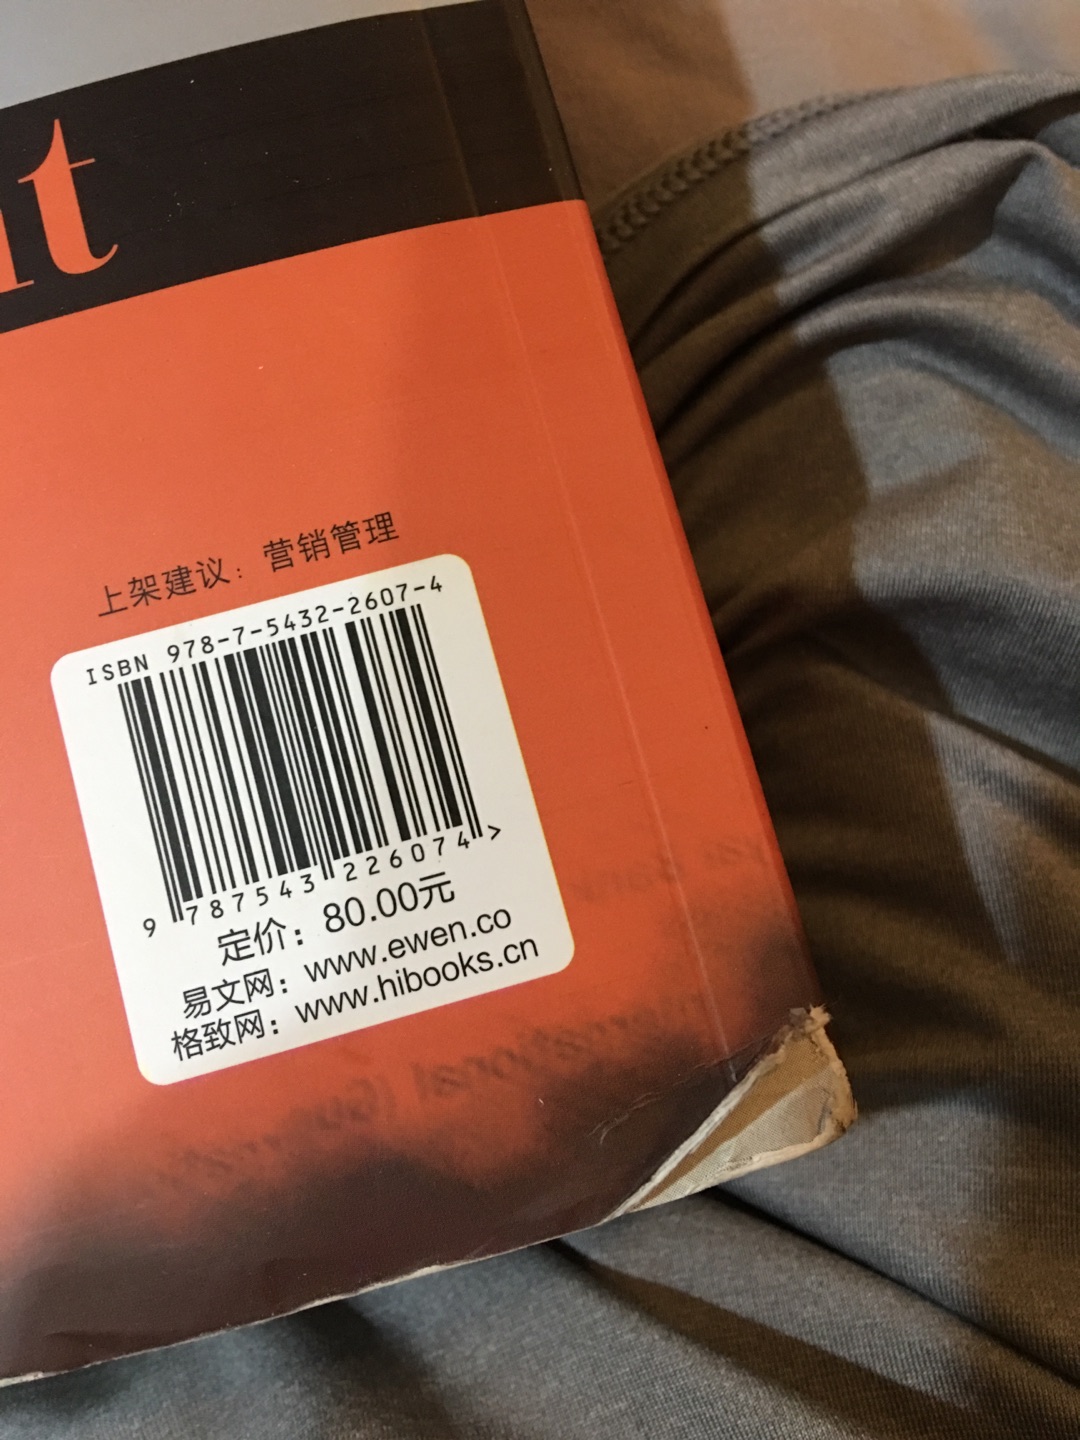 nt
上架建议：营销管理
ISBN 978-7-5432-2607-4
9 787543 226074 >
定价：80.00元
易文网：www.ewen.co
格致网：www.hibooks.cn